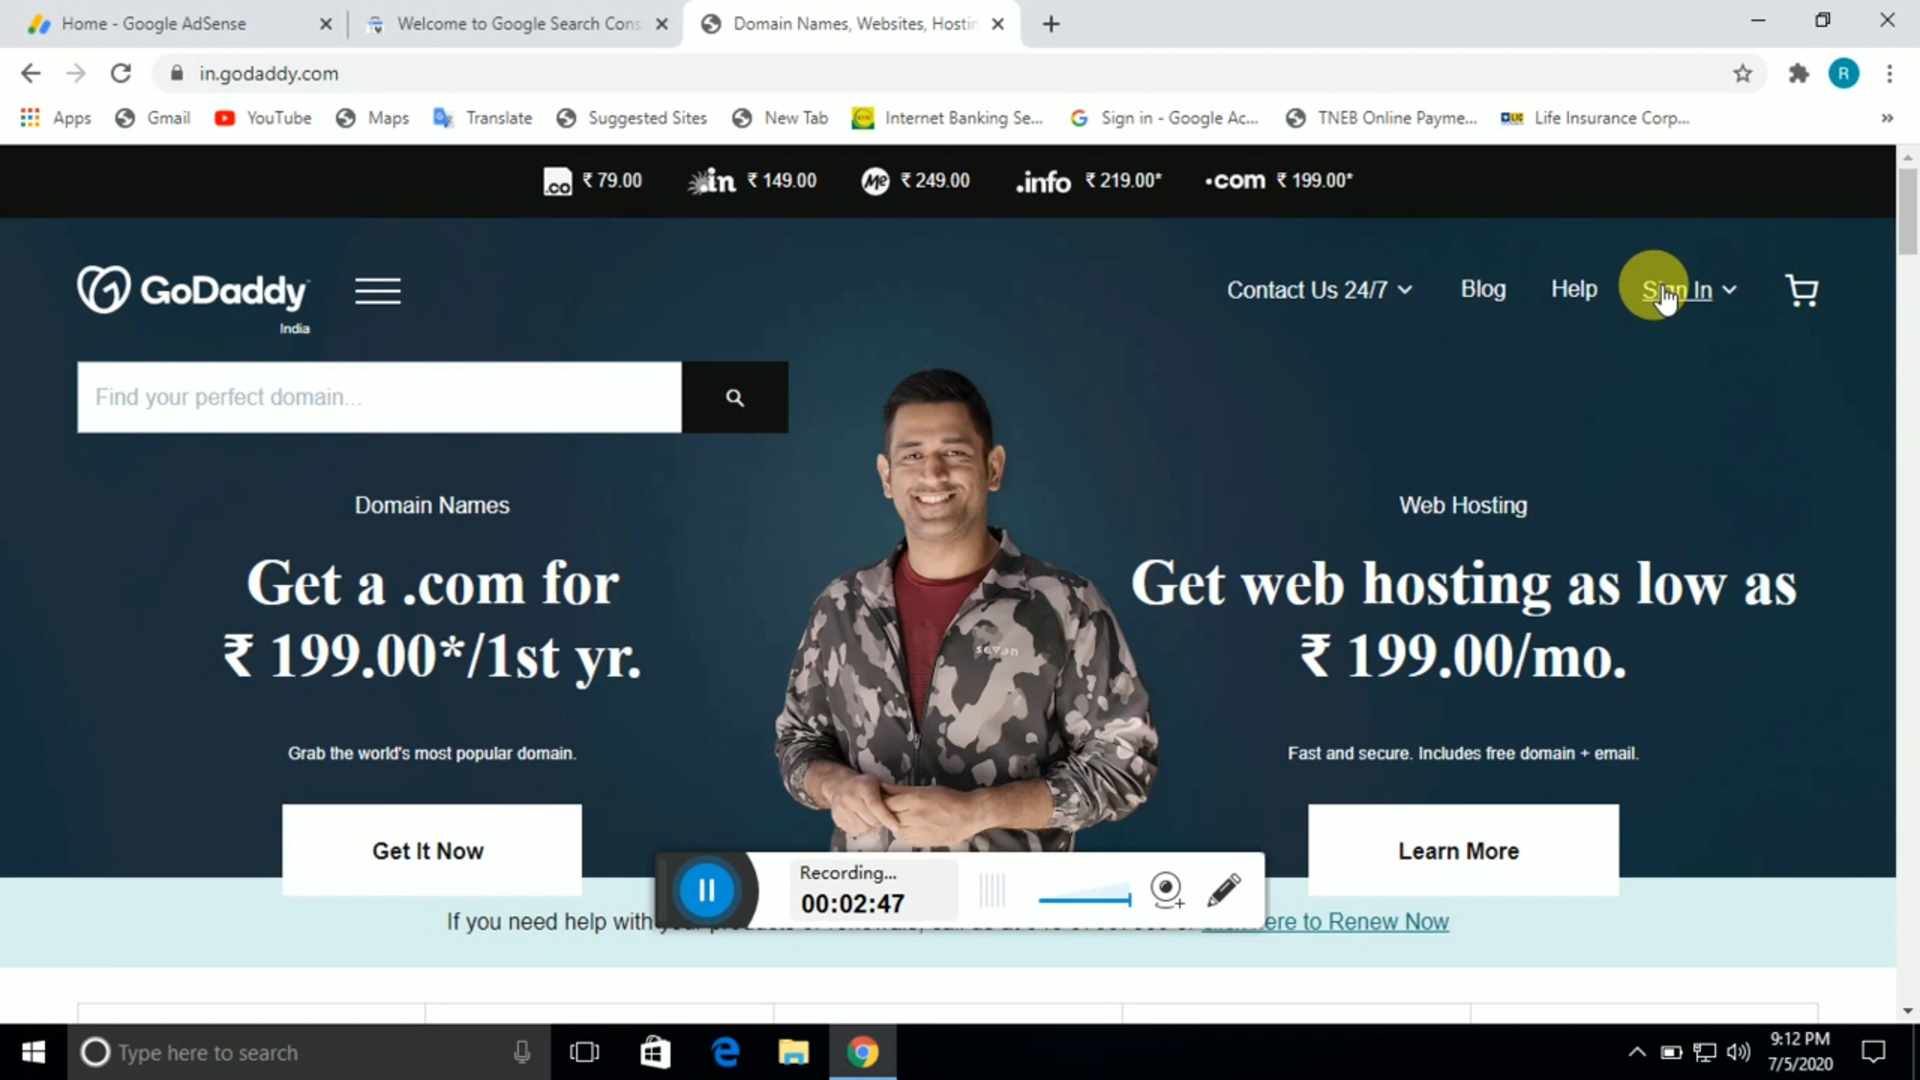 Home - Google AdSense
Welcome to Google Search Cons
Domain Names, Websites, Hostin
in.godaddy.com
R
Apps
Gmail
YouTube
Maps
Translate
Suggested Sites
New Tab
Internet Banking Se...
Sign in - Google Ac...
TNEB Online Payme...
LIC
Life Insurance Corp...
.co ₹ 79.00
.in ₹ 149.00
Me ₹ 249.00
.info ₹ 219.00*
.com ₹ 199.00*
GoDaddy
India
Contact Us 24/7
Blog
Help
Sign In
Find your perfect domain...
Domain Names
Get a .com for
₹ 199.00*/1st yr.
Grab the world's most popular domain.
Get It Now
seven
Web Hosting
Get web hosting as low as
₹ 199.00/mo.
Fast and secure. Includes free domain + email.
Learn More
Recording...
00:02:47
If you need help with
ere to Renew Now
Type here to search
9:12 PM
7/5/2020